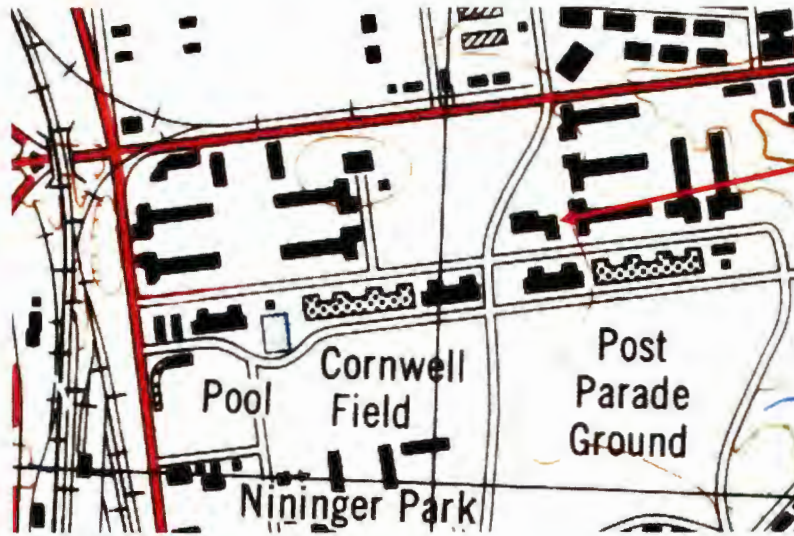 Post
Parade
Ground
Cornwell
Field
Pool
Nininger Park